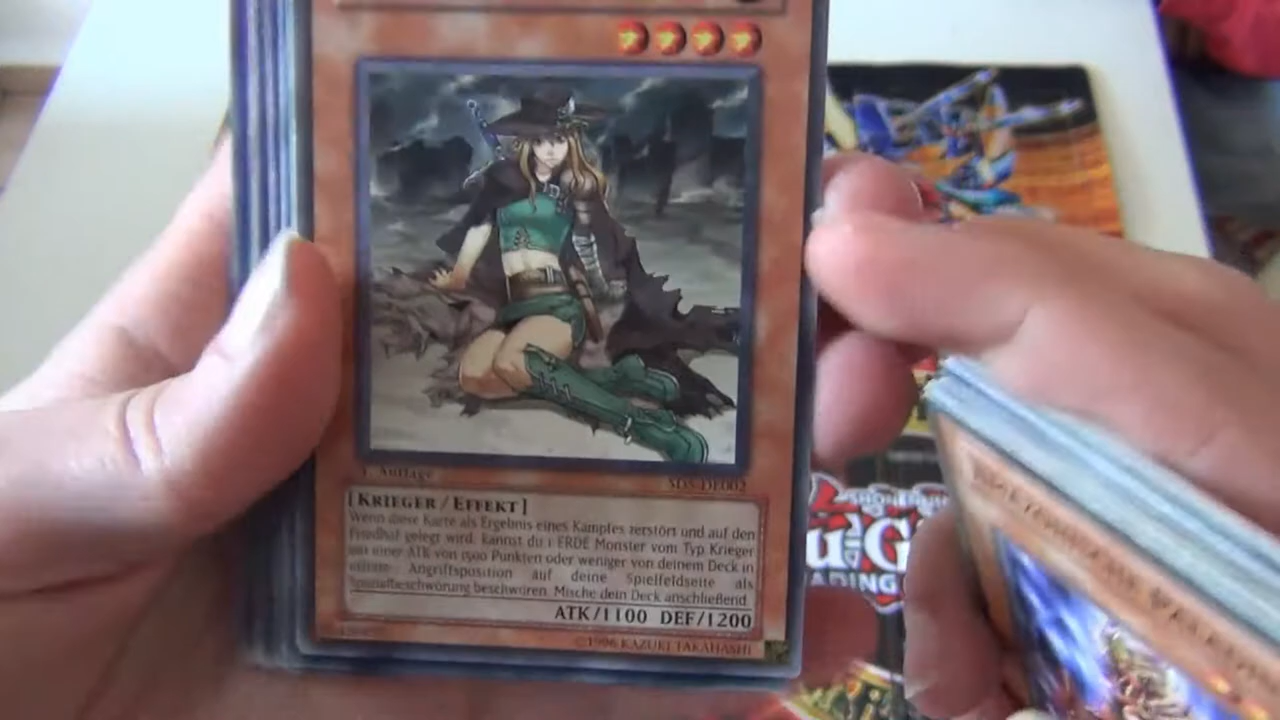 1. Auflage
SD5-DE002
[ KRIEGER / EFFEKT ]
Wenn diese Karte als Ergebnis eines Kampfes zerstört und auf den
Friedhof gelegt wird, kannst du 1 ERDE Monster vom Typ Krieger
mit einer ATK von 1500 Punkten oder weniger von deinem Deck in
Angriffsposition auf deine Spielfeldseite als
Spezialbeschwörung beschwören. Mische dein Deck anschließend.
ATK/1100 DEF/1200
©1996 KAZUKI TAKAHASHI